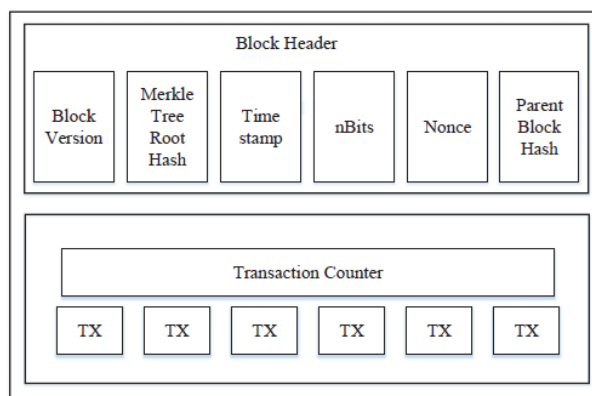 Block Header
Block
Version
Merkle
Tree
Root
Hash
Time
stamp
nBits
Nonce
Parent
Block
Hash
Transaction Counter
TX
TX
TX
TX
TX
TX